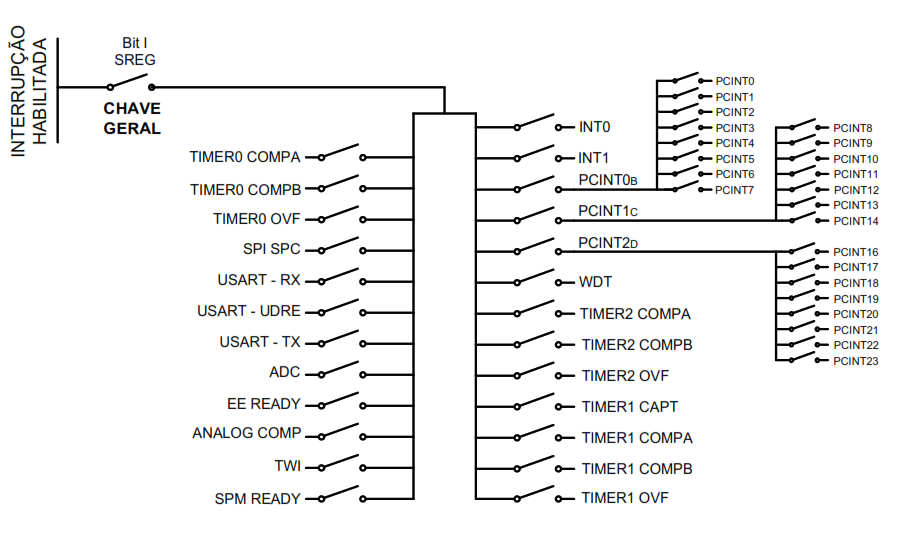 INTERRUPÇÃO
HABILITADA
Bit I
SREG
CHAVE
GERAL
TIMER0 COMPA
TIMER0 COMPB
TIMER0 OVF
SPI SPC
USART - RX
USART - UDRE
USART - TX
ADC
EE READY
ANALOG COMP
TWI
SPM READY
INT0
INT1
PCINT0B
PCINT1C
PCINT2D
WDT
TIMER2 COMPA
TIMER2 COMPB
TIMER2 OVF
TIMER1 CAPT
TIMER1 COMPA
TIMER1 COMPB
TIMER1 OVF
PCINT0
PCINT1
PCINT2
PCINT3
PCINT4
PCINT5
PCINT6
PCINT7
PCINT8
PCINT9
PCINT10
PCINT11
PCINT12
PCINT13
PCINT14
PCINT16
PCINT17
PCINT18
PCINT19
PCINT20
PCINT21
PCINT22
PCINT23